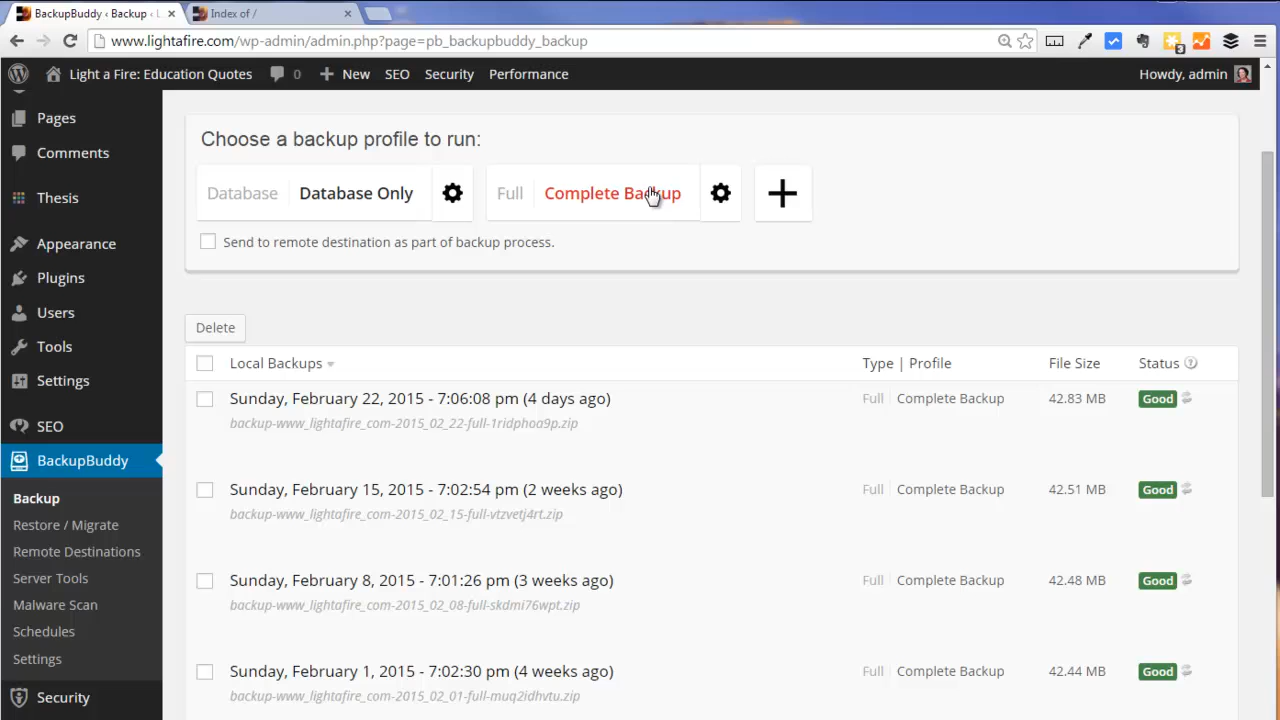 BackupBuddy ‹ Backup ‹ L
Index of /
www.lightafire.com/wp-admin/admin.php?page=pb_backupbuddy_backup
3
Light a Fire: Education Quotes
0
New
SEO
Security
Performance
Howdy, admin
Pages
Comments
Thesis
Appearance
Plugins
Users
Tools
Settings
SEO
BackupBuddy
Backup
Restore / Migrate
Remote Destinations
Server Tools
Malware Scan
Schedules
Settings
Security
Choose a backup profile to run:
Database Database Only
Full Complete Backup
Send to remote destination as part of backup process.
Delete
Local Backups Type | Profile File Size Status ?
Sunday, February 22, 2015 - 7:06:08 pm (4 days ago) Full Complete Backup 42.83 MB Good
backup-www_lightafire_com-2015_02_22-full-1ridphoa9p.zip
Sunday, February 15, 2015 - 7:02:54 pm (2 weeks ago) Full Complete Backup 42.51 MB Good
backup-www_lightafire_com-2015_02_15-full-vtzvetj4rt.zip
Sunday, February 8, 2015 - 7:01:26 pm (3 weeks ago) Full Complete Backup 42.48 MB Good
backup-www_lightafire_com-2015_02_08-full-skdmi76wpt.zip
Sunday, February 1, 2015 - 7:02:30 pm (4 weeks ago) Full Complete Backup 42.44 MB Good
backup-www_lightafire_com-2015_02_01-full-muq2idhvtu.zip